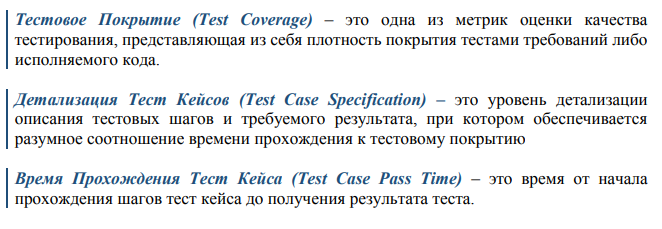 Тестовое Покрытие (Test Coverage) – это одна из метрик оценки качества
тестирования, представляющая из себя плотность покрытия тестами требований либо
исполняемого кода.
Детализация Тест Кейсов (Test Case Specification) – это уровень детализации
описания тестовых шагов и требуемого результата, при котором обеспечивается
разумное соотношение времени прохождения к тестовому покрытию
Время Прохождения Тест Кейса (Test Case Pass Time) – это время от начала
прохождения шагов тест кейса до получения результата теста.